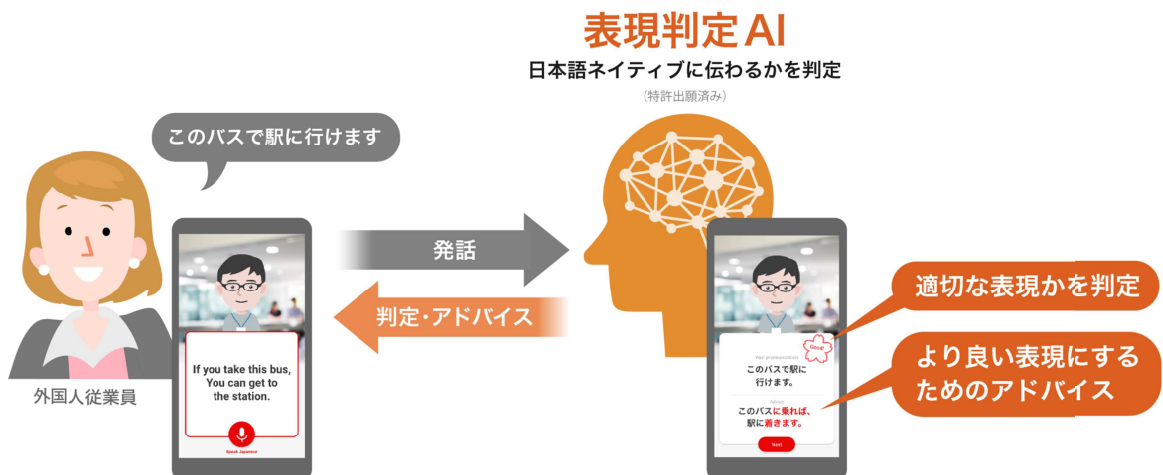 表現判定AI
日本語ネイティブに伝わるかを判定
(特許出願済み)
このバスで駅に行けます
発話
判定・アドバイス
外国人従業員
If you take this bus,
You can get to
the station.
Speak Japanese
Good!
Your pronunciation
このバスで駅に
行けます。
Advice
このバスに乗れば、
駅に着きます。
Next
適切な表現かを判定
より良い表現にする
ためのアドバイス